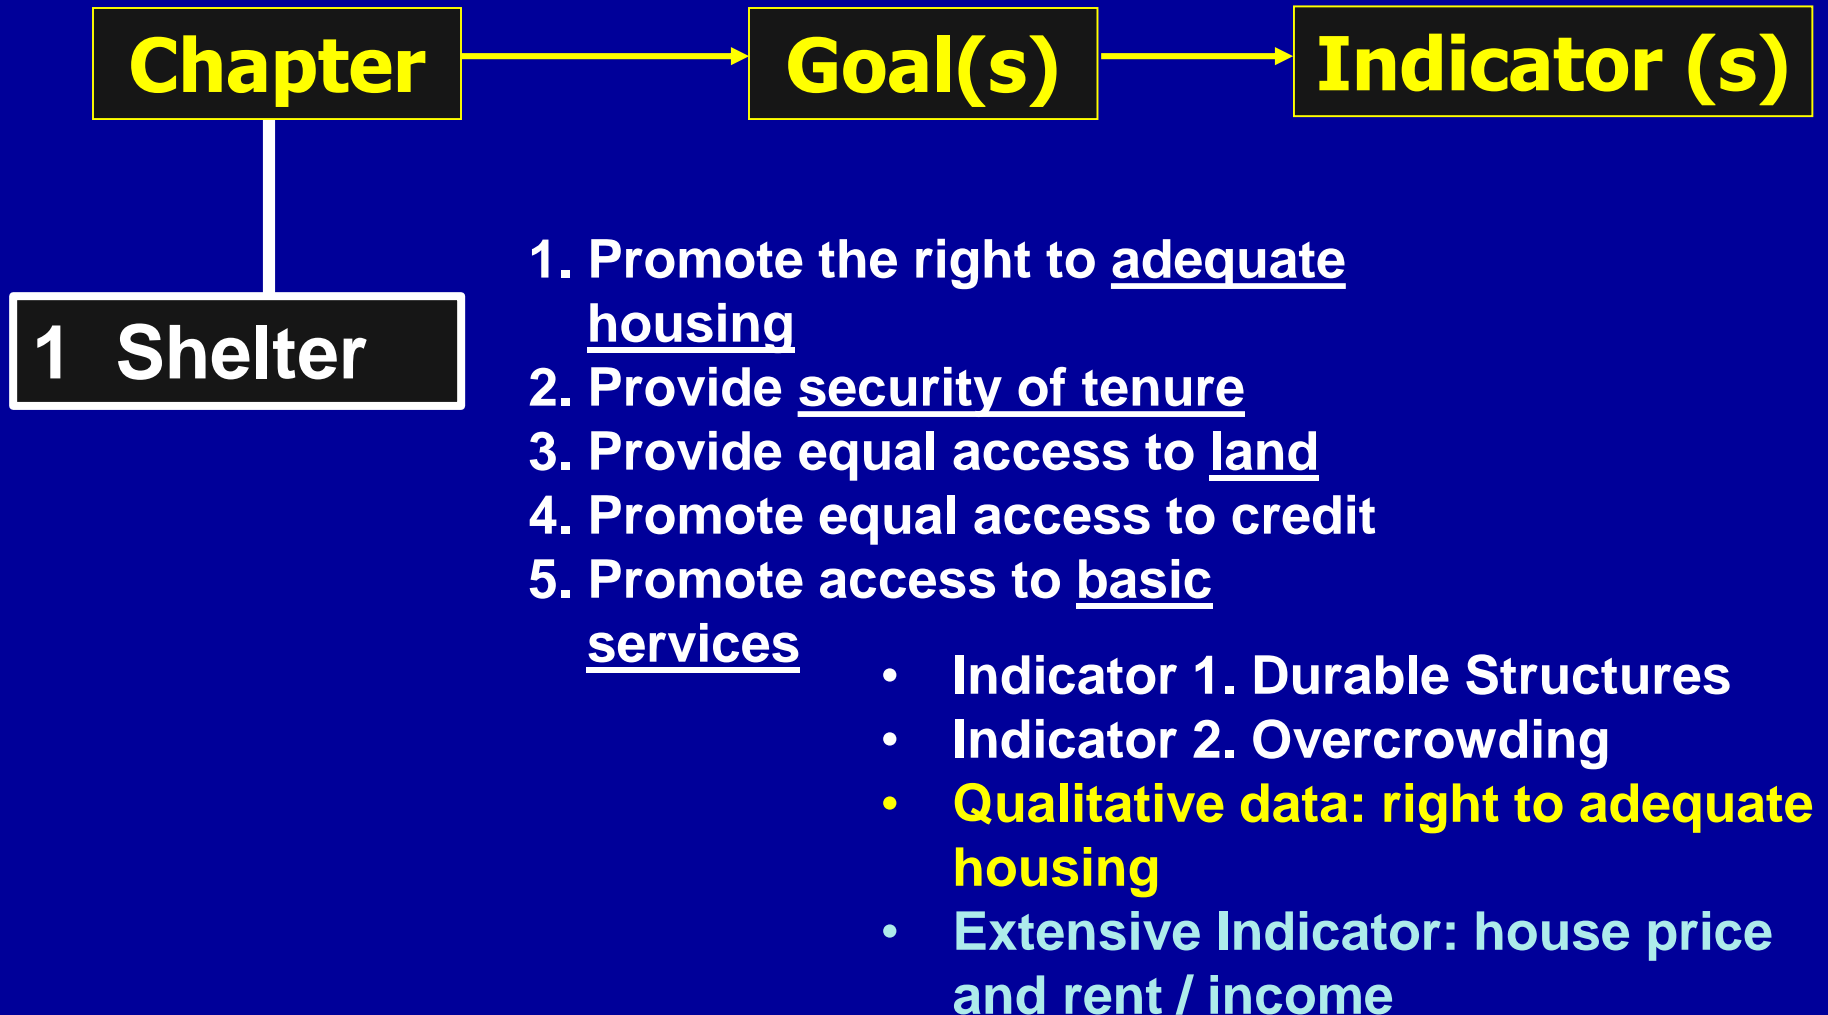 Chapter
Goal(s)
Indicator (s)
1 Shelter
1. Promote the right to adequate
housing
2. Provide security of tenure
3. Provide equal access to land
4. Promote equal access to credit
5. Promote access to basic
services
• Indicator 1. Durable Structures
• Indicator 2. Overcrowding
• Qualitative data: right to adequate
housing
• Extensive Indicator: house price
and rent / income